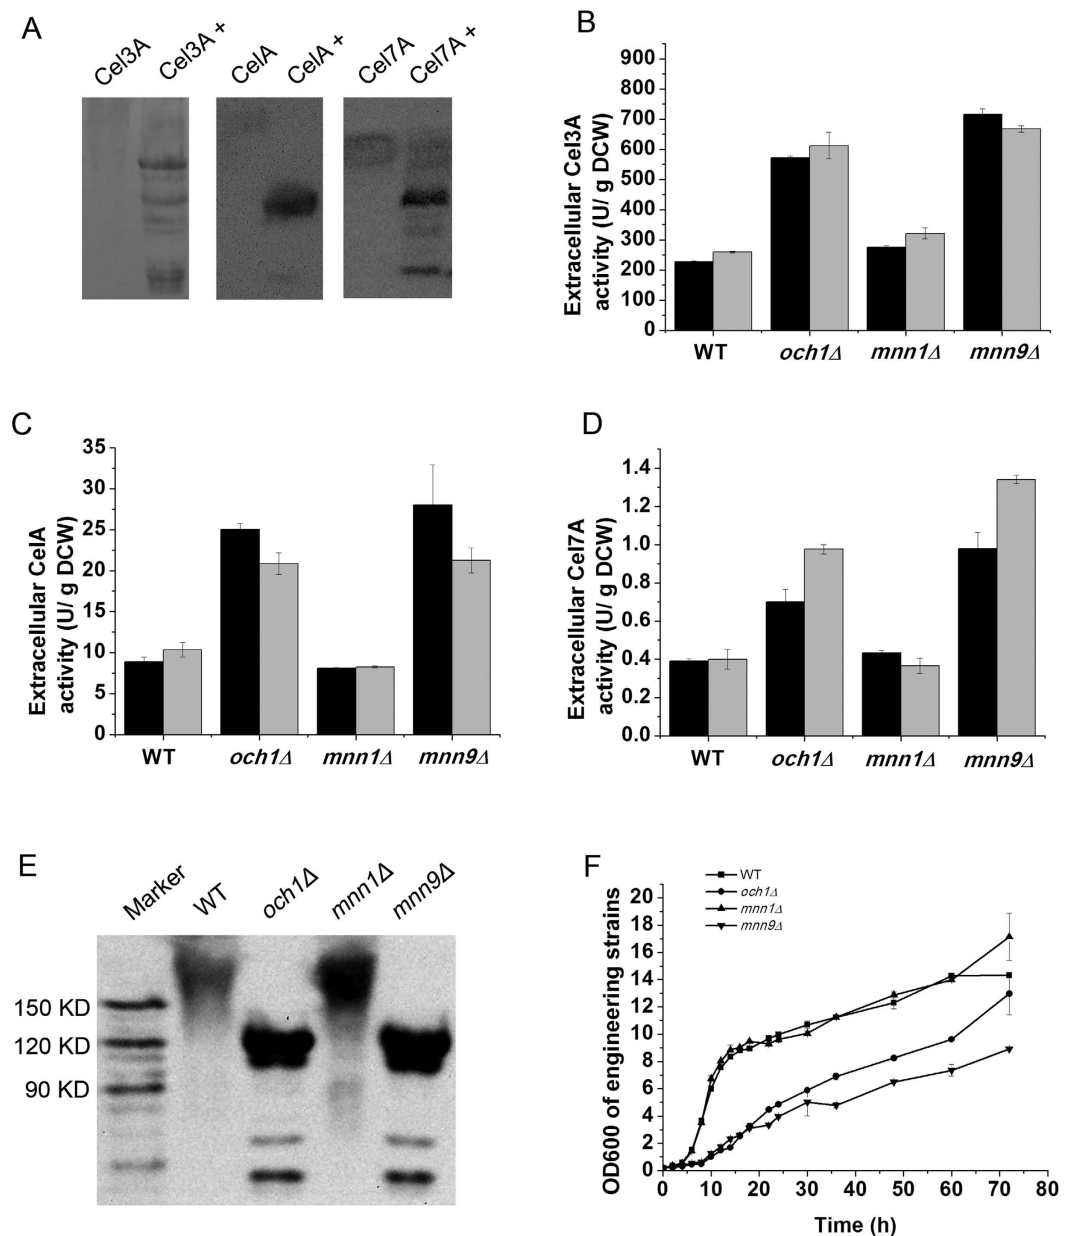 A
Cel3A
Cel3A +
CelA
CelA +
Cel7A
Cel7A +
B
Extracellular Cel3A
activity (U/ g DCW)
900
800
700
600
500
400
300
200
100
0
WT
och1Δ
mnn1Δ
mnn9Δ
C
Extracellular CelA
activity (U/ g DCW)
35
30
25
20
15
10
5
0
WT
och1Δ
mnn1Δ
mnn9Δ
D
Extracellular Cel7A
activity (U/ g DCW)
1.4
1.2
1.0
0.8
0.6
0.4
0.2
0.0
WT
och1Δ
mnn1Δ
mnn9Δ
E
Marker
WT
och1Δ
mnn1Δ
mnn9Δ
150 KD
120 KD
90 KD
F
WT
och1Δ
mnn1Δ
mnn9Δ
OD600 of engineering strains
20
18
16
14
12
10
8
6
4
2
0
0 10 20 30 40 50 60 70 80
Time (h)